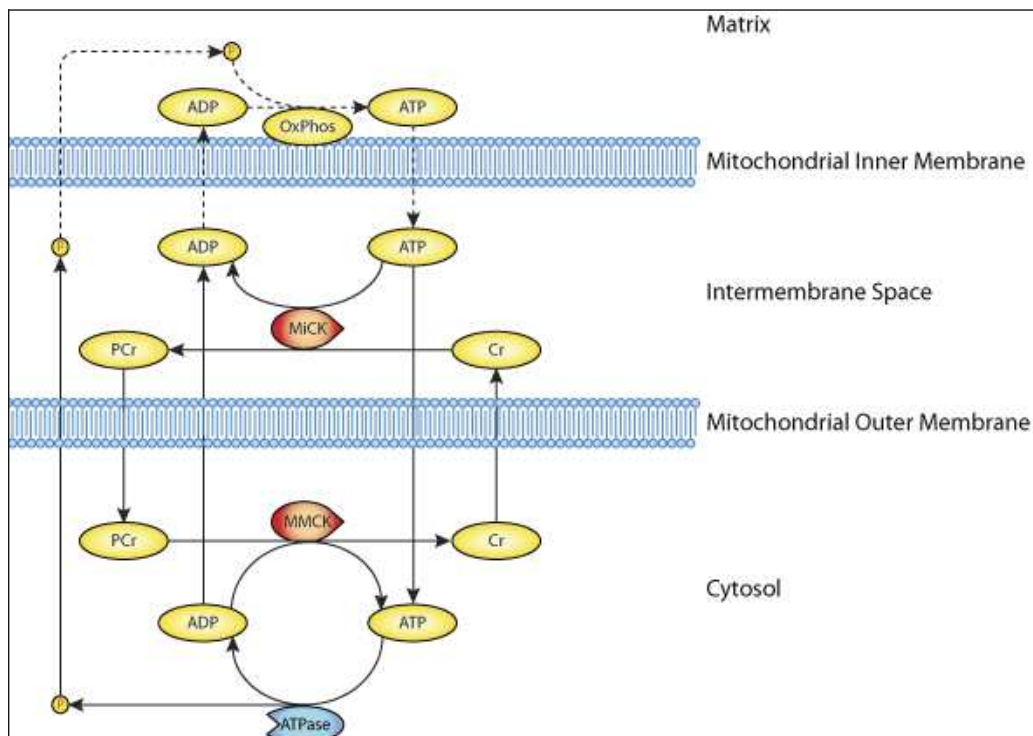 Matrix
P
ADP
ATP
OxPhos
Mitochondrial Inner Membrane
P
ADP
ATP
Intermembrane Space
MiCK
PCr
Cr
Mitochondrial Outer Membrane
MMCK
PCr
Cr
Cytosol
ADP
ATP
P
ATPase